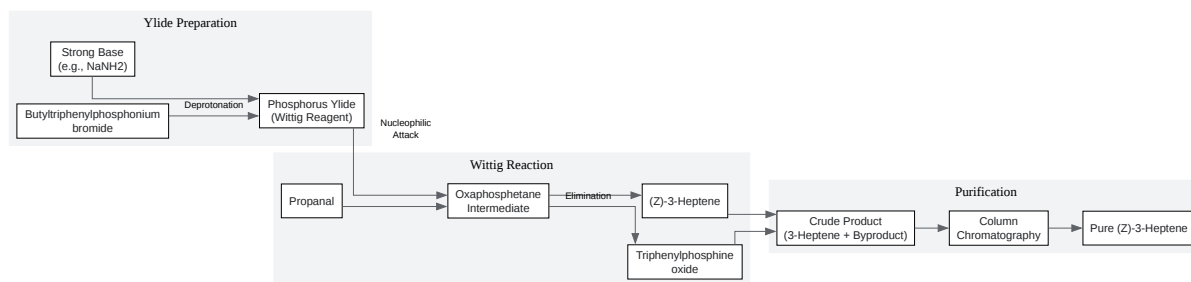 Ylide Preparation
Strong Base
(e.g., NaNH2)
Butyltriphenylphosphonium
bromide
Deprotonation
Phosphorus Ylide
(Wittig Reagent)
Nucleophilic
Attack
Wittig Reaction
Propanal
Oxaphosphetane
Intermediate
Elimination
(Z)-3-Heptene
Triphenylphosphine
oxide
Purification
Crude Product
(3-Heptene + Byproduct)
Column
Chromatography
Pure (Z)-3-Heptene